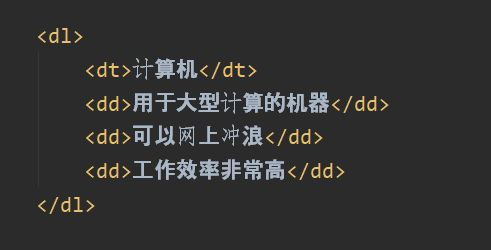 <dl>
<dt>计算机</dt>
<dd>用于大型计算的机器</dd>
<dd>可以网上冲浪</dd>
<dd>工作效率非常高</dd>
</dl>